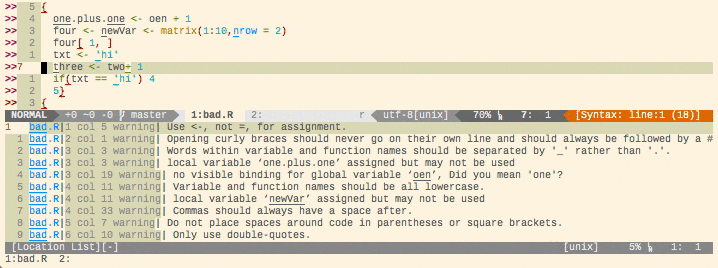 >> 5 {
>> 4 one.plus.one <- oen + 1
>> 3 four <- newVar <- matrix(1:10,nrow = 2)
>> 2 four[ 1, ]
>> 1 txt <- 'hi'
>>7 three <- two+ 1
>> 1 if(txt == 'hi') 4
>> 2 5}
>> 3 {
NORMAL +0 ~0 -0 master 1:bad.R 2: r utf-8[unix] 70% 7: 1 [Syntax: line:1 (18)]
1 bad.R|1 col 5 warning| Use <-, not =, for assignment.
1 bad.R|2 col 1 warning| Opening curly braces should never go on their own line and should always be followed by a #
2 bad.R|3 col 3 warning| Words within variable and function names should be separated by '_' rather than '.'.
3 bad.R|3 col 3 warning| local variable ‘one.plus.one’ assigned but may not be used
4 bad.R|3 col 19 warning| no visible binding for global variable ‘oen’, Did you mean 'one'?
5 bad.R|4 col 11 warning| Variable and function names should be all lowercase.
6 bad.R|4 col 11 warning| local variable ‘newVar’ assigned but may not be used
7 bad.R|4 col 33 warning| Commas should always have a space after.
8 bad.R|5 col 7 warning| Do not place spaces around code in parentheses or square brackets.
9 bad.R|6 col 10 warning| Only use double-quotes.
[Location List][-] [unix] 5% 1: 1
1:bad.R 2: